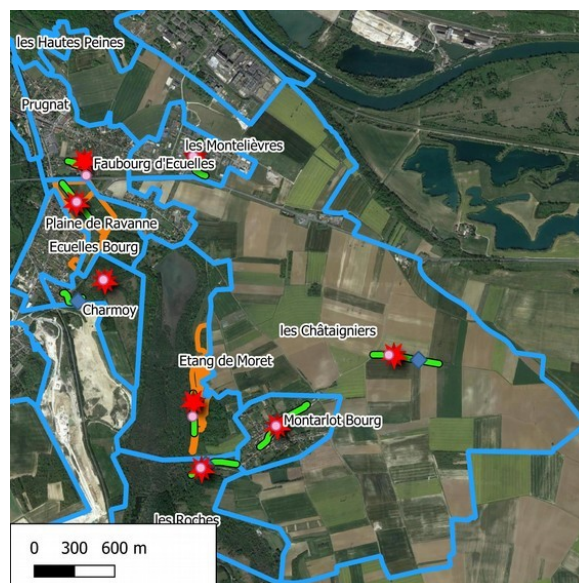 les Hautes Peines
Prugnat
les Montelièvres
Faubourg d'Ecuelles
Plaine de Ravanne
Ecuelles Bourg
Charmoy
les Châtaigniers
Etang de Moret
Montarlot Bourg
les Roches
0 300 600 m